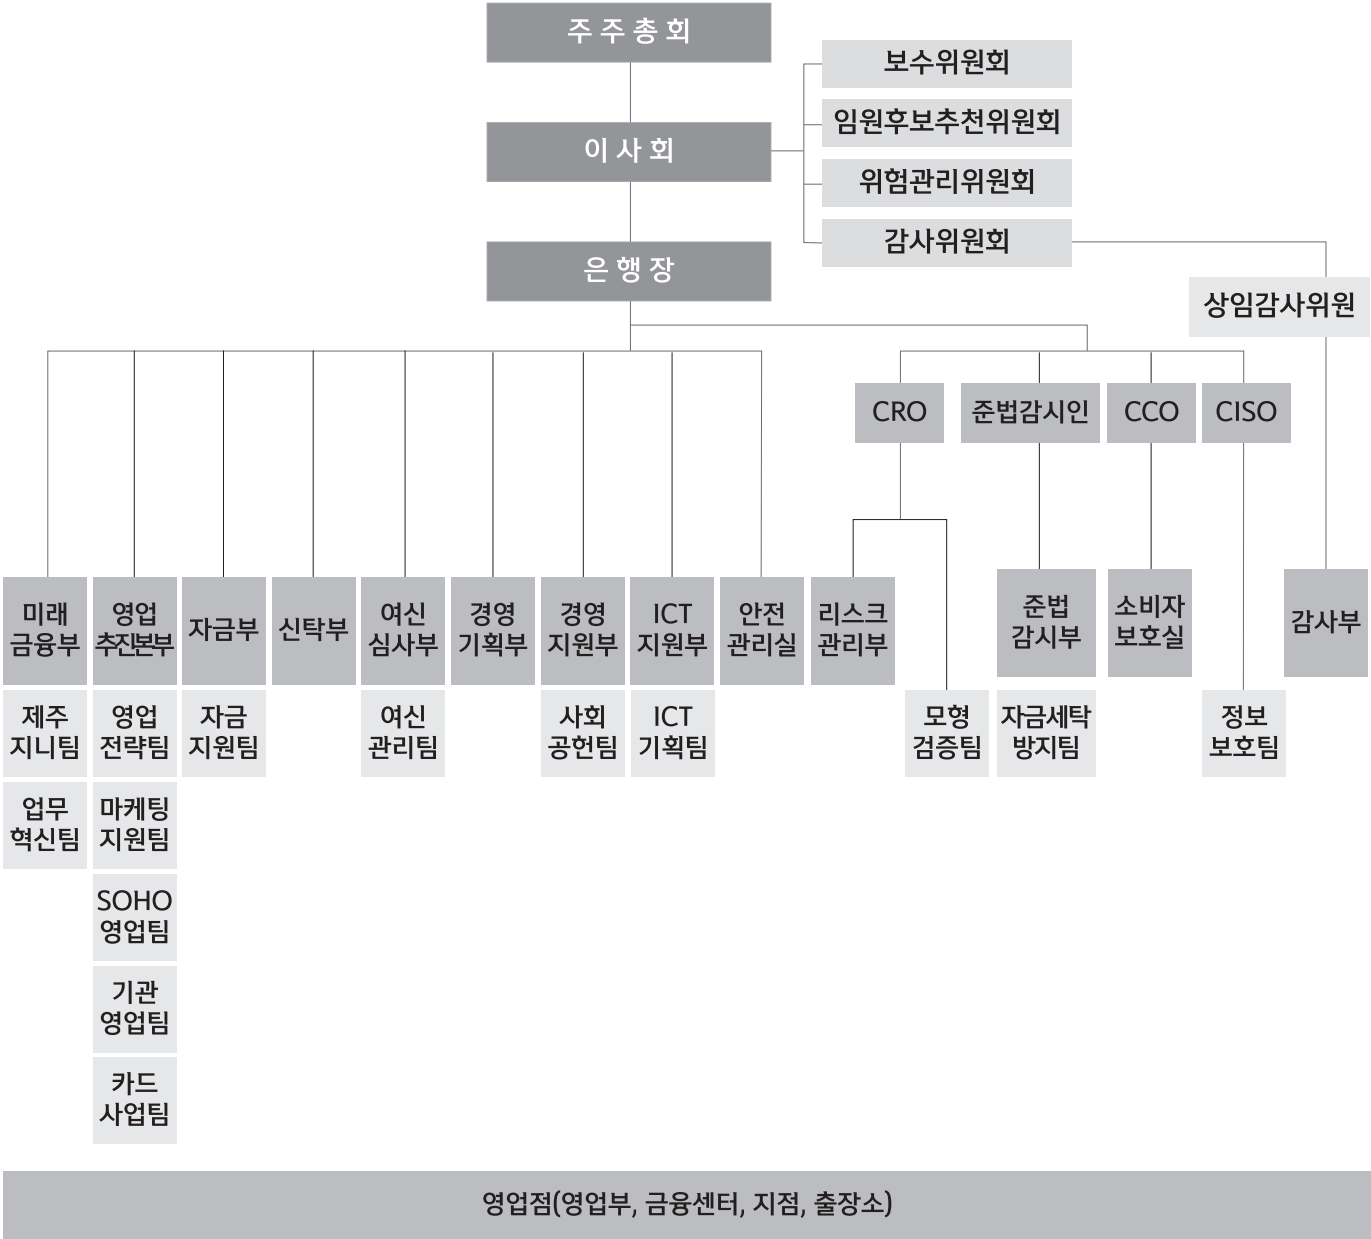 주주총회
보수위원회
임원후보추천위원회
이사회
위험관리위원회
감사위원회
은행장
상임감사위원
CRO
준법감시인
CCO
CISO
미래
금융부
영업
추진본부
자금부
신탁부
여신
심사부
경영
기획부
경영
지원부
ICT
지원부
안전
관리실
리스크
관리부
준법
감시부
소비자
보호실
감사부
제주
지니팀
영업
전략팀
자금
지원팀
여신
관리팀
사회
공헌팀
ICT
기획팀
모형
검증팀
자금세탁
방지팀
정보
보호팀
업무
혁신팀
마케팅
지원팀
SOHO
영업팀
기관
영업팀
카드
사업팀
영업점(영업부, 금융센터, 지점, 출장소)